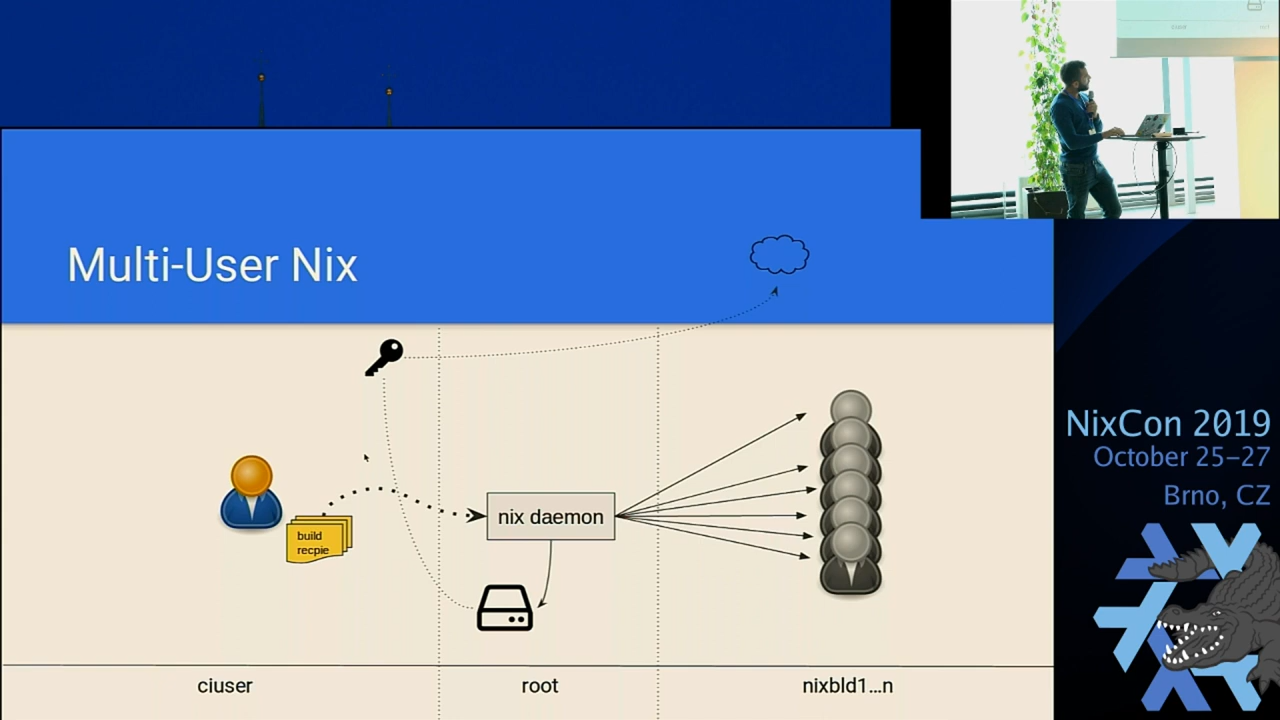 Multi-User Nix
build
recpie
nix daemon
ciuser
root
nixbld1...n
NixCon 2019
October 25–27
Brno, CZ